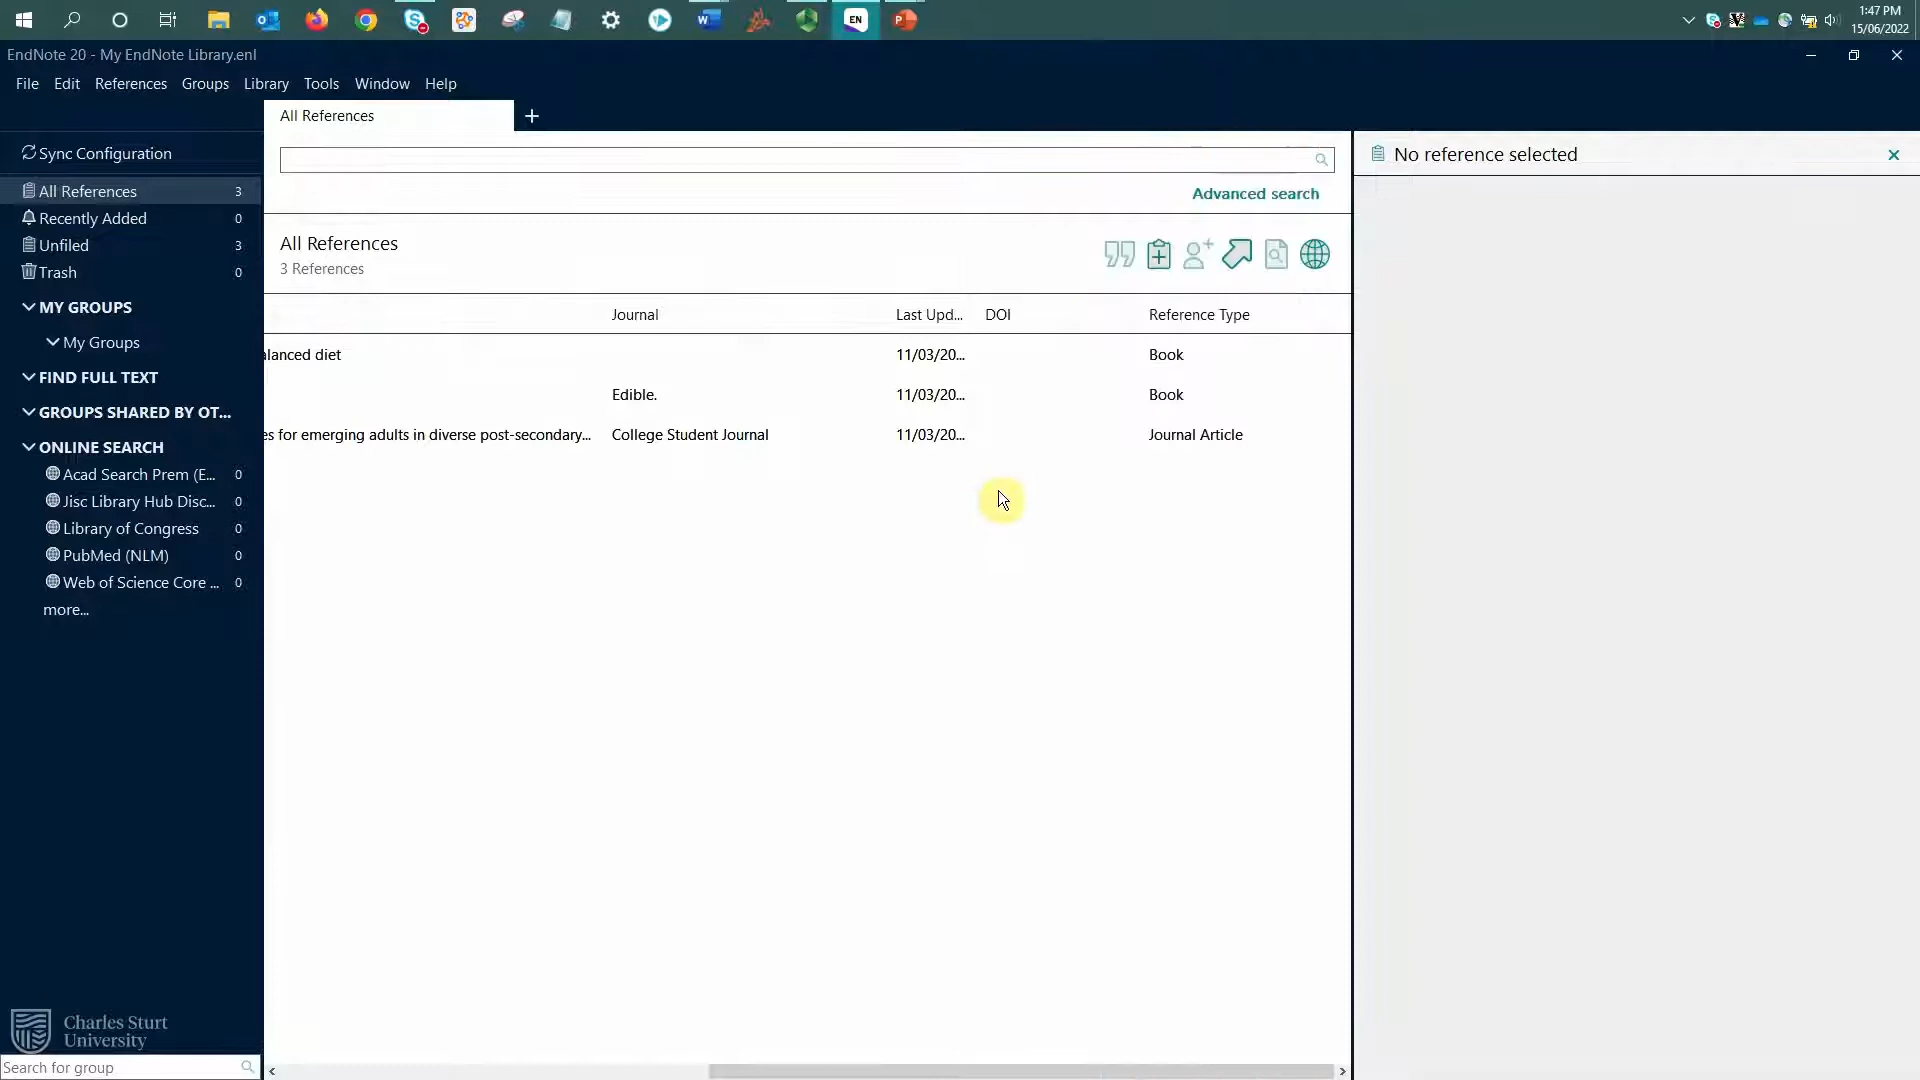 1:47 PM
15/06/2022
EndNote 20 - My EndNote Library.enl
File Edit References Groups Library Tools Window Help
All References
Sync Configuration
All References 3
Recently Added 0
Unfiled 3
Trash 0
MY GROUPS
My Groups
FIND FULL TEXT
GROUPS SHARED BY OT...
ONLINE SEARCH
Acad Search Prem (E... 0
Jisc Library Hub Disc... 0
Library of Congress 0
PubMed (NLM) 0
Web of Science Core ... 0
more...
Charles Sturt
University
Search for group
Advanced search
All References
3 References
Journal Last Upd... DOI Reference Type
alanced diet 11/03/20... Book
Edible. 11/03/20... Book
es for emerging adults in diverse post-secondary... College Student Journal 11/03/20... Journal Article
No reference selected
EN